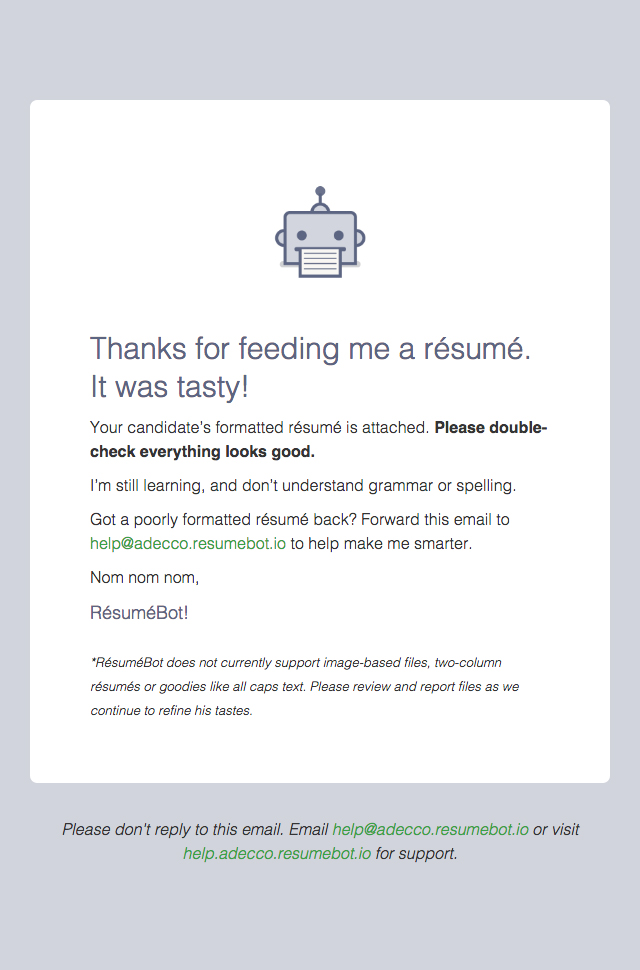 Thanks for feeding me a résumé.
It was tasty!
Your candidate's formatted résumé is attached. Please double-
check everything looks good.
I'm still learning, and don't understand grammar or spelling.
Got a poorly formatted résumé back? Forward this email to
help@adecco.resumebot.io to help make me smarter.
Nom nom nom,
RésuméBot!
*RésuméBot does not currently support image-based files, two-column
résumés or goodies like all caps text. Please review and report files as we
continue to refine his tastes.
Please don't reply to this email. Email help@adecco.resumebot.io or visit
help.adecco.resumebot.io for support.